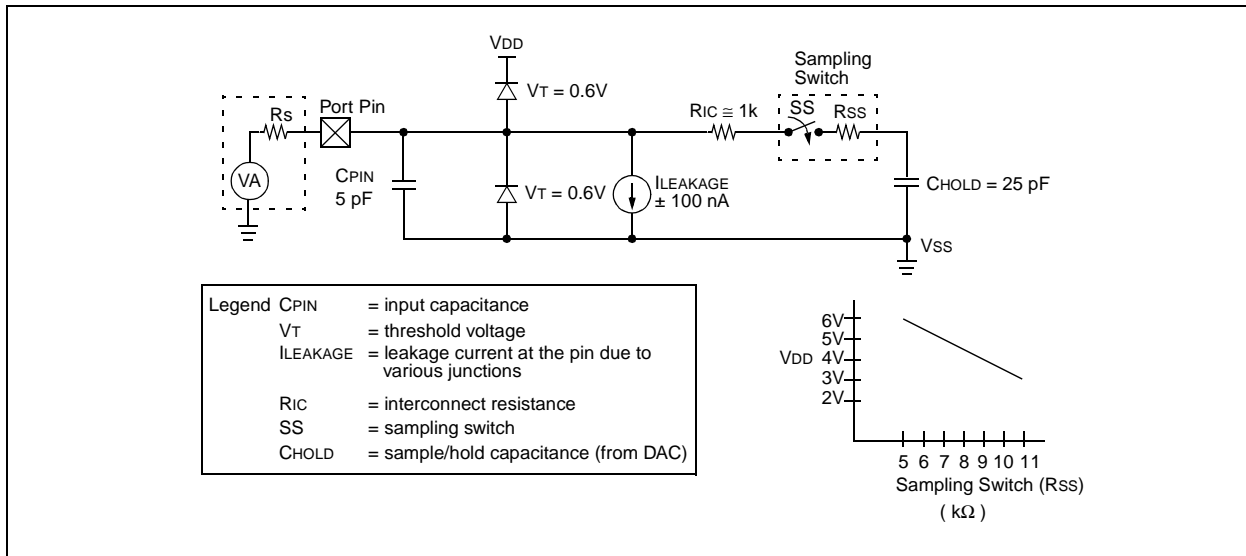 VDD
VT = 0.6V
Sampling
Switch
Rs
Port Pin
RIC ≅ 1k
SS
RSS
VA
CPIN
5 pF
VT = 0.6V
ILEAKAGE
± 100 nA
CHOLD = 25 pF
VSS
Legend CPIN = input capacitance
VT = threshold voltage
ILEAKAGE = leakage current at the pin due to
various junctions
RIC = interconnect resistance
SS = sampling switch
CHOLD = sample/hold capacitance (from DAC)
6V
5V
VDD 4V
3V
2V
5 6 7 8 9 10 11
Sampling Switch (RSS)
( kΩ )